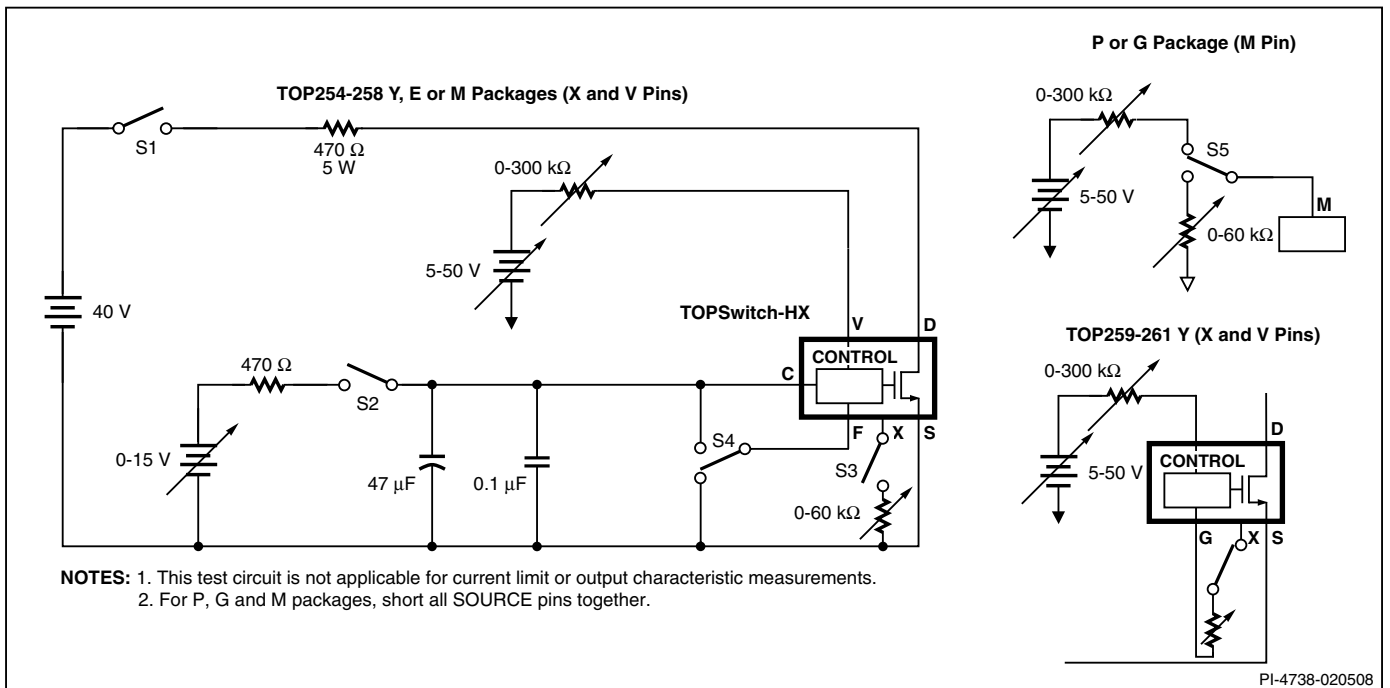 P or G Package (M Pin)
TOP254-258 Y, E or M Packages (X and V Pins)
S1
470 Ω
5 W
0-300 kΩ
5-50 V
40 V
TOPSwitch-HX
V
D
CONTROL
C
F
X
S
470 Ω
S2
0-15 V
47 µF
0.1 µF
S4
S3
0-60 kΩ
0-300 kΩ
S5
5-50 V
M
0-60 kΩ
TOP259-261 Y (X and V Pins)
0-300 kΩ
D
5-50 V
CONTROL
G
X
S
NOTES: 1. This test circuit is not applicable for current limit or output characteristic measurements.
2. For P, G and M packages, short all SOURCE pins together.
PI-4738-020508